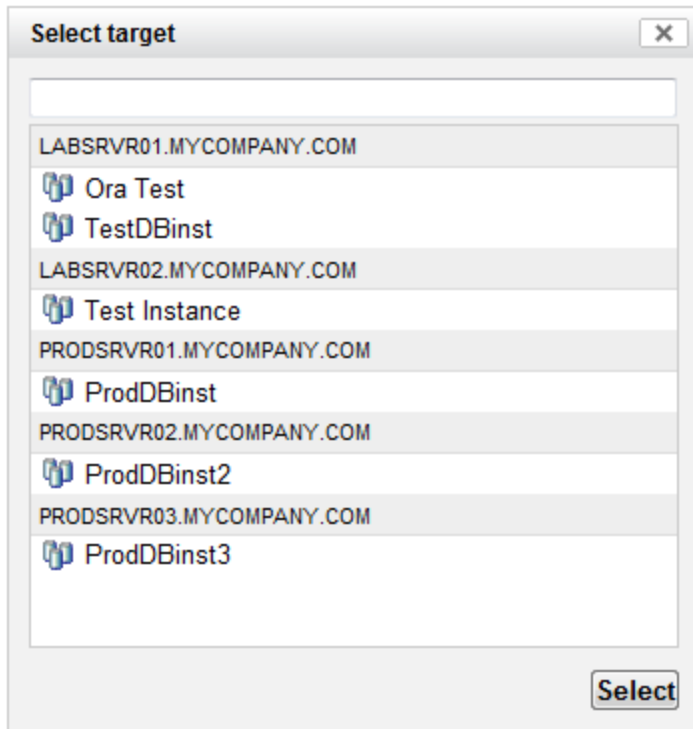 Select target
LABSRVR01.MYCOMPANY.COM
Ora Test
TestDBinst
LABSRVR02.MYCOMPANY.COM
Test Instance
PRODSRVR01.MYCOMPANY.COM
ProdDBinst
PRODSRVR02.MYCOMPANY.COM
ProdDBinst2
PRODSRVR03.MYCOMPANY.COM
ProdDBinst3
Select